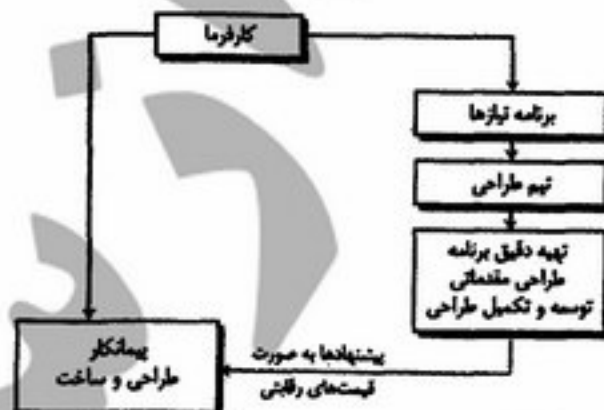 کارفرما
برنامه نیازها
تیم طراحی
تهیه دقیق برنامه
طراحی مقدماتی
توسعه و تکمیل طراحی
پیشنهادها به صورت
قیمت‌های رقابتی
پیمانکار
طراحی و ساخت